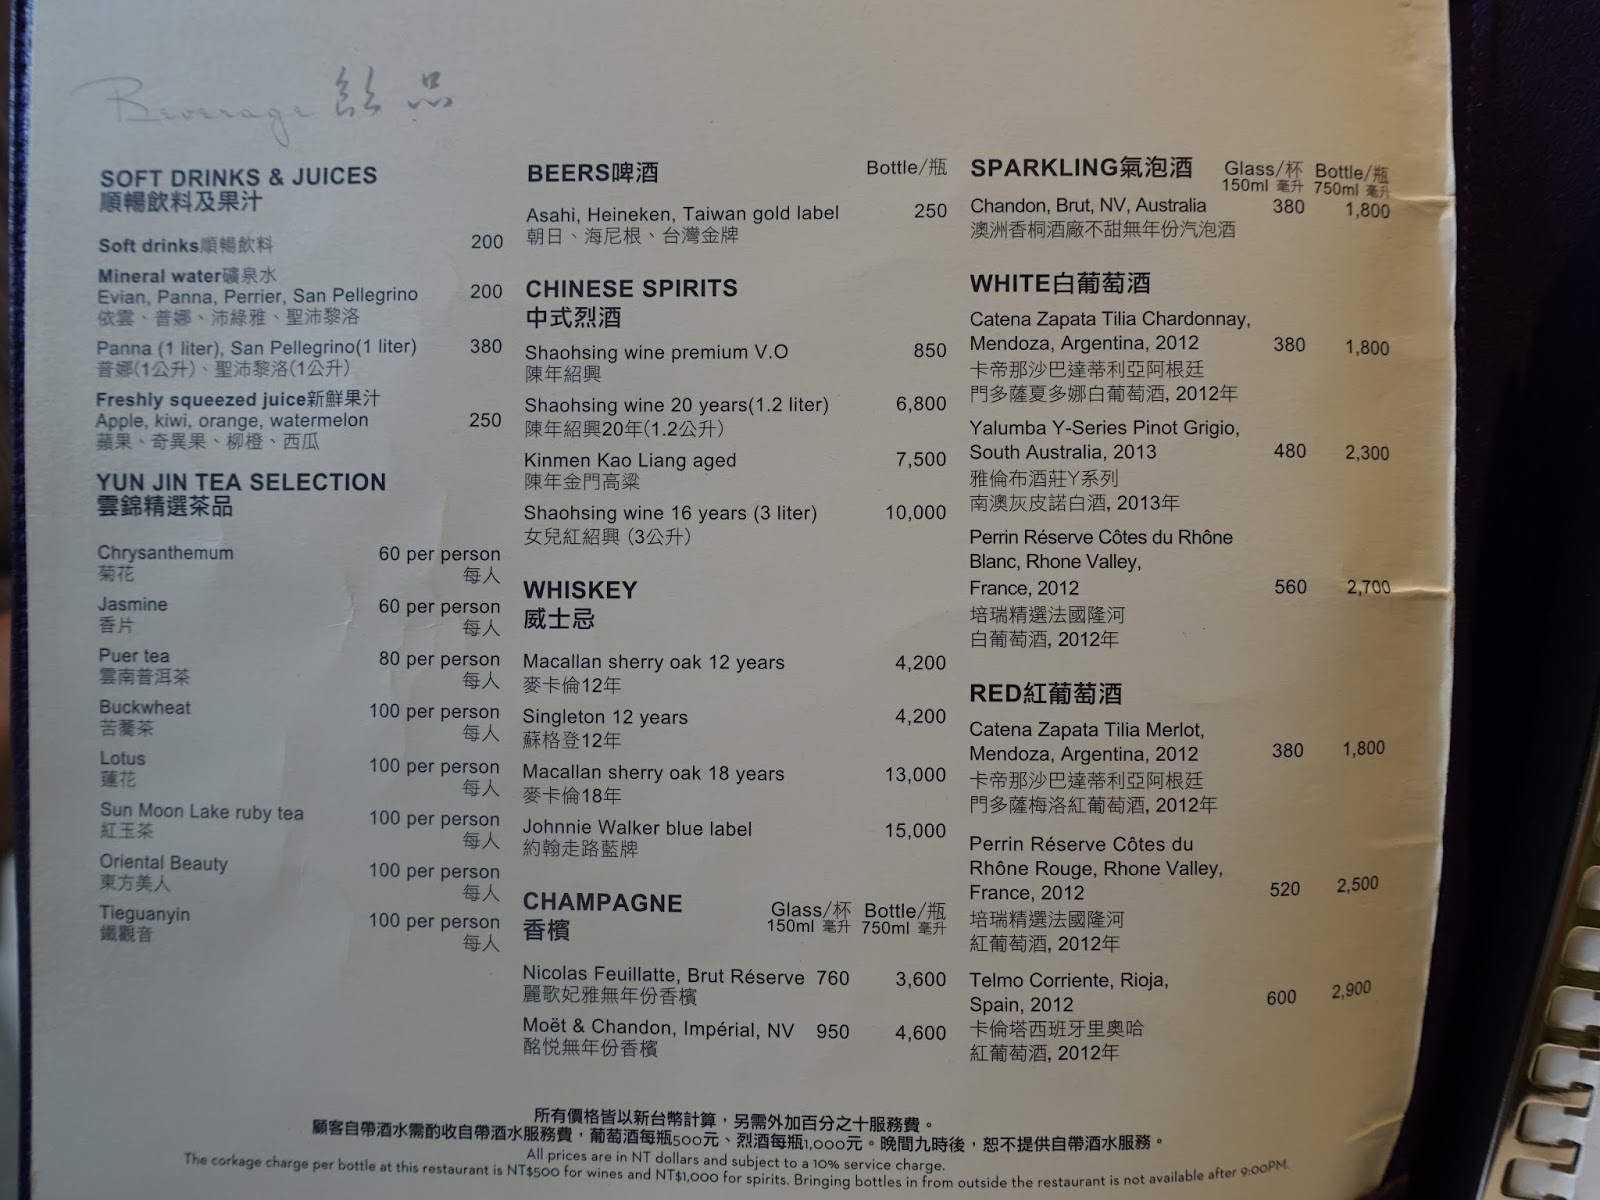 Beverage 飲品
SOFT DRINKS & JUICES
順暢飲料及果汁
Soft drinks順暢飲料 200
Mineral water礦泉水
Evian, Panna, Perrier, San Pellegrino 200
依雲、普娜、沛綠雅、聖沛黎洛
Panna (1 liter), San Pellegrino(1 liter) 380
普娜(1公升)、聖沛黎洛(1公升)
Freshly squeezed juice新鮮果汁
Apple, kiwi, orange, watermelon 250
蘋果、奇異果、柳橙、西瓜
YUN JIN TEA SELECTION
雲錦精選茶品
Chrysanthemum 60 per person
菊花 每人
Jasmine 60 per person
香片 每人
Puer tea 80 per person
雲南普洱茶 每人
Buckwheat 100 per person
苦蕎茶 每人
Lotus 100 per person
蓮花 每人
Sun Moon Lake ruby tea 100 per person
紅玉茶 每人
Oriental Beauty 100 per person
東方美人 每人
Tieguanyin 100 per person
鐵觀音 每人
BEERS啤酒 Bottle/瓶
Asahi, Heineken, Taiwan gold label 250
朝日、海尼根、台灣金牌
CHINESE SPIRITS
中式烈酒
Shaohsing wine premium V.O 850
陳年紹興
Shaohsing wine 20 years(1.2 liter) 6,800
陳年紹興20年(1.2公升)
Kinmen Kao Liang aged 7,500
陳年金門高粱
Shaohsing wine 16 years (3 liter) 10,000
女兒紅紹興 (3公升)
WHISKEY
威士忌
Macallan sherry oak 12 years 4,200
麥卡倫12年
Singleton 12 years 4,200
蘇格登12年
Macallan sherry oak 18 years 13,000
麥卡倫18年
Johnnie Walker blue label 15,000
約翰走路藍牌
CHAMPAGNE Glass/杯 Bottle/瓶
香檳 150ml 毫升 750ml 毫升
Nicolas Feuillatte, Brut Réserve 760 3,600
麗歌妃雅無年份香檳
Moët & Chandon, Impérial, NV 950 4,600
酩悦無年份香檳
SPARKLING氣泡酒 Glass/杯 Bottle/瓶
150ml 毫升 750ml 毫升
Chandon, Brut, NV, Australia 380 1,800
澳洲香桐酒廠不甜無年份汽泡酒
WHITE白葡萄酒
Catena Zapata Tilia Chardonnay,
Mendoza, Argentina, 2012 380 1,800
卡帝那沙巴達蒂利亞阿根廷
門多薩夏多娜白葡萄酒, 2012年
Yalumba Y-Series Pinot Grigio,
South Australia, 2013 480 2,300
雅倫布酒莊Y系列
南澳灰皮諾白酒, 2013年
Perrin Réserve Côtes du Rhône
Blanc, Rhone Valley,
France, 2012 560 2,700
培瑞精選法國隆河
白葡萄酒, 2012年
RED紅葡萄酒
Catena Zapata Tilia Merlot,
Mendoza, Argentina, 2012 380 1,800
卡帝那沙巴達蒂利亞阿根廷
門多薩梅洛紅葡萄酒, 2012年
Perrin Réserve Côtes du
Rhône Rouge, Rhone Valley,
France, 2012 520 2,500
培瑞精選法國隆河
紅葡萄酒, 2012年
Telmo Corriente, Rioja,
Spain, 2012 600 2,900
卡倫塔西班牙里奧哈
紅葡萄酒, 2012年
所有價格皆以新台幣計算，另需外加百分之十服務費。
顧客自帶酒水需酌收自帶酒水服務費，葡萄酒每瓶500元、烈酒每瓶1,000元。晚間九時後，恕不提供自帶酒水服務。
All prices are in NT dollars and subject to a 10% service charge.
The corkage charge per bottle at this restaurant is NT$500 for wines and NT$1,000 for spirits. Bringing bottles in from outside the restaurant is not available after 9:00PM.